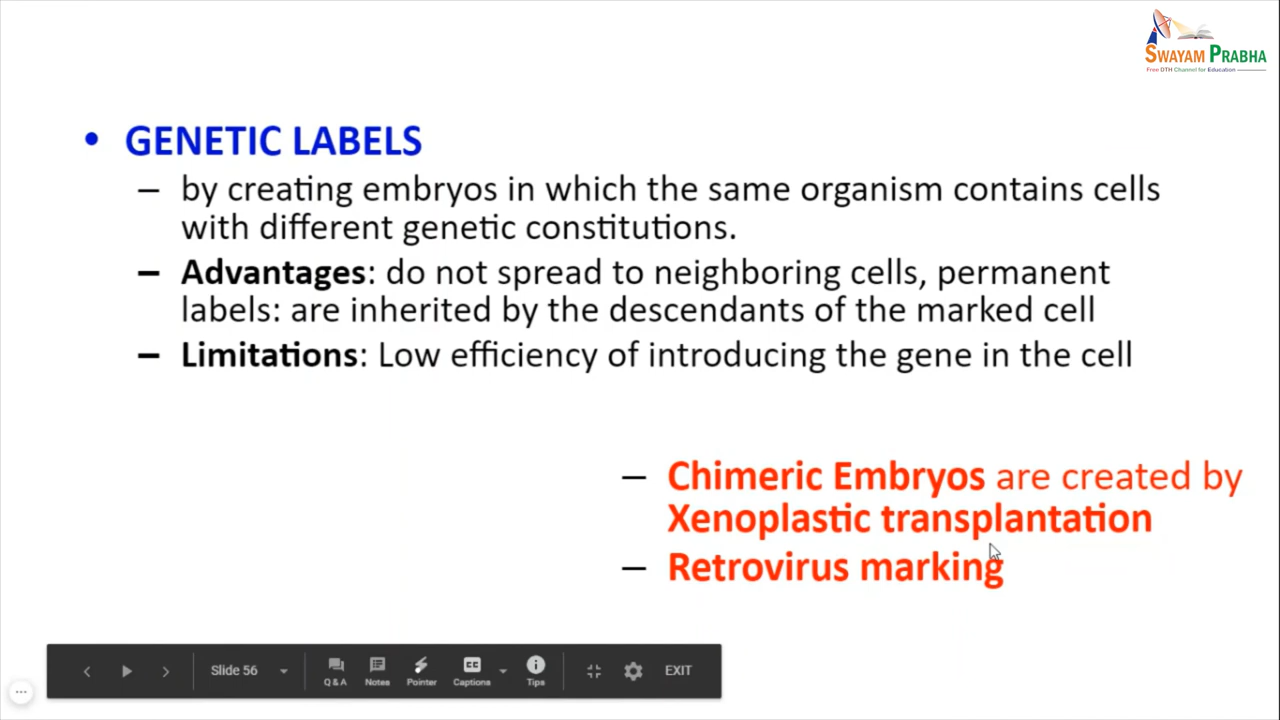 SWAYAM PRABHA
Free DTH Channel for Education
• GENETIC LABELS
– by creating embryos in which the same organism contains cells
with different genetic constitutions.
– Advantages: do not spread to neighboring cells, permanent
labels: are inherited by the descendants of the marked cell
– Limitations: Low efficiency of introducing the gene in the cell
– Chimeric Embryos are created by
Xenoplastic transplantation
– Retrovirus marking
Slide 56
Q & A Notes Pointer Captions Tips EXIT
CC